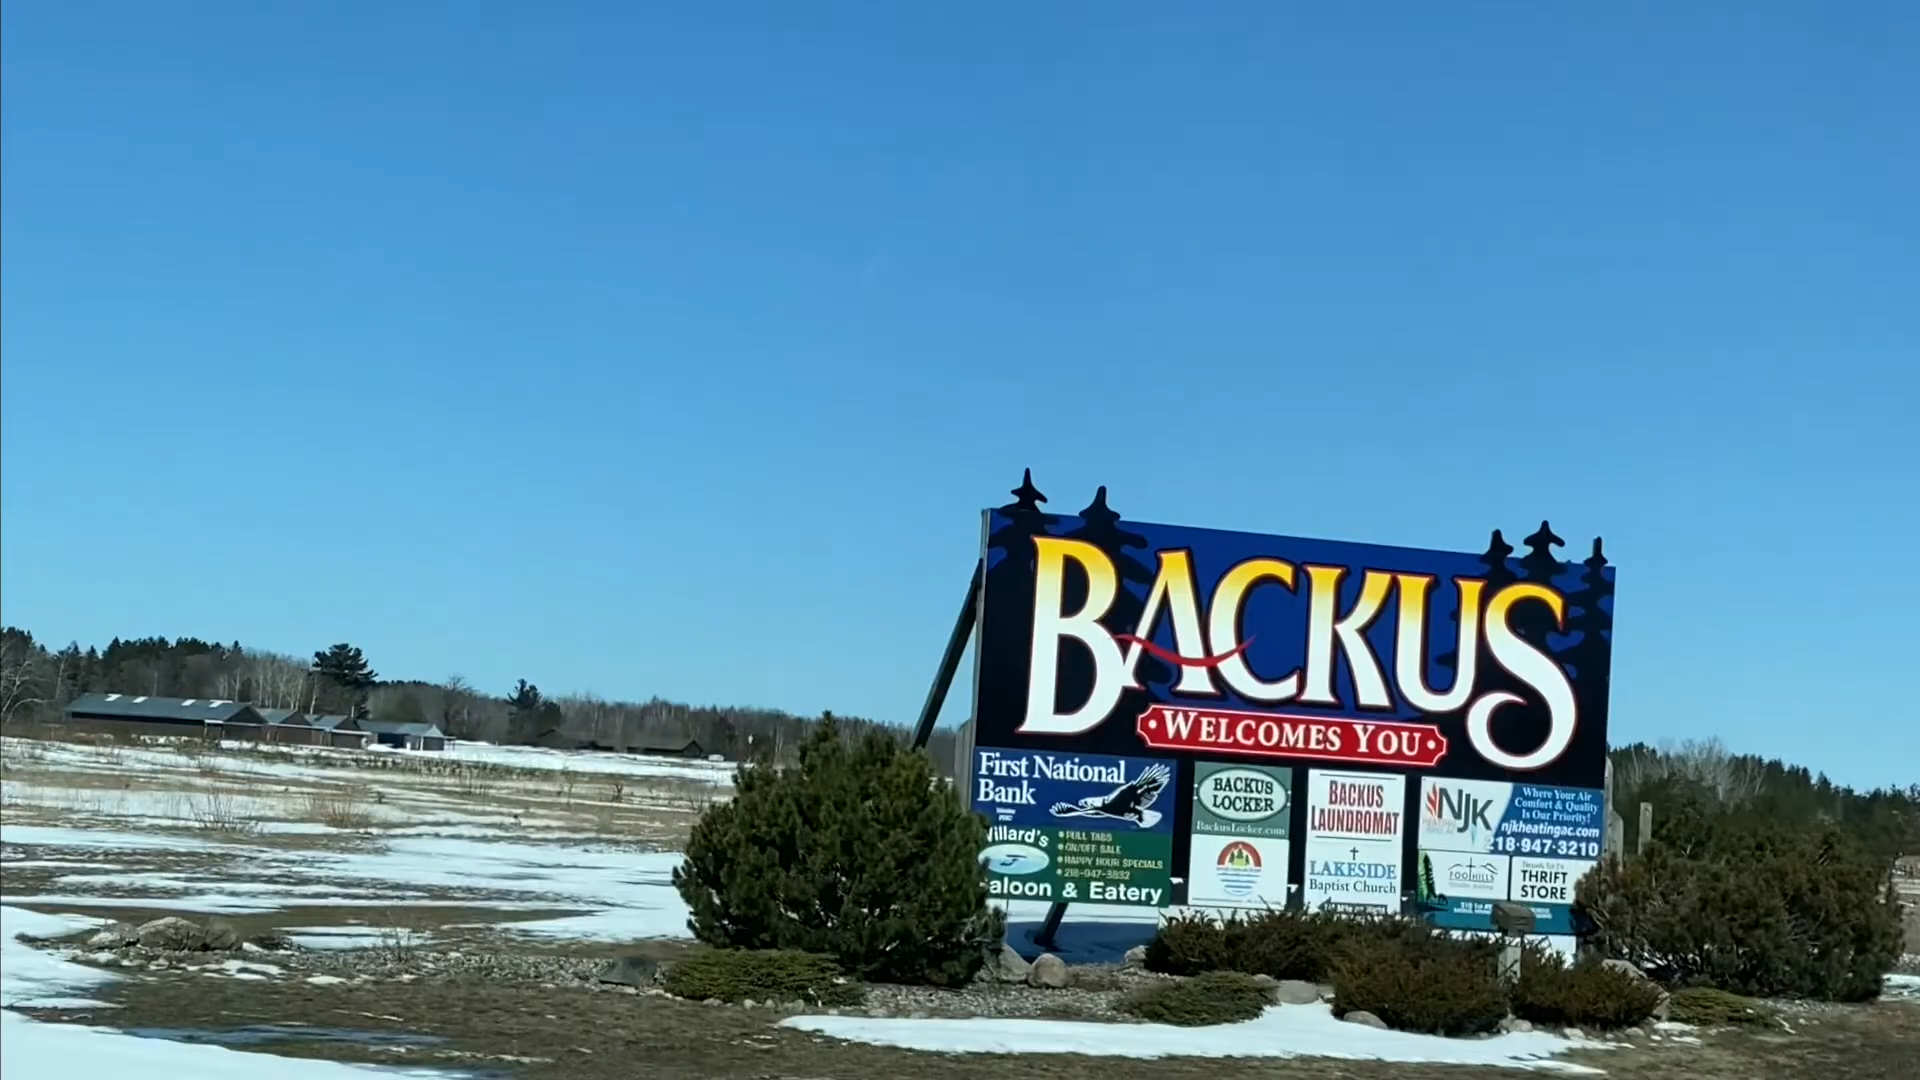 BACKUS
WELCOMES YOU
First National
Bank
Willard's
PULL TABS
ON/OFF SALE
HAPPY HOUR SPECIALS
218-947-3832
aloon & Eatery
BACKUS
LOCKER
BackusLocker.com
BACKUS
LAUNDROMAT
LAKESIDE
Baptist Church
NJK
Where Your Air
Comfort & Quality
Is Our Priority!
njkheatingac.com
218-947-3210
FOOTHILLS
THRIFT
STORE